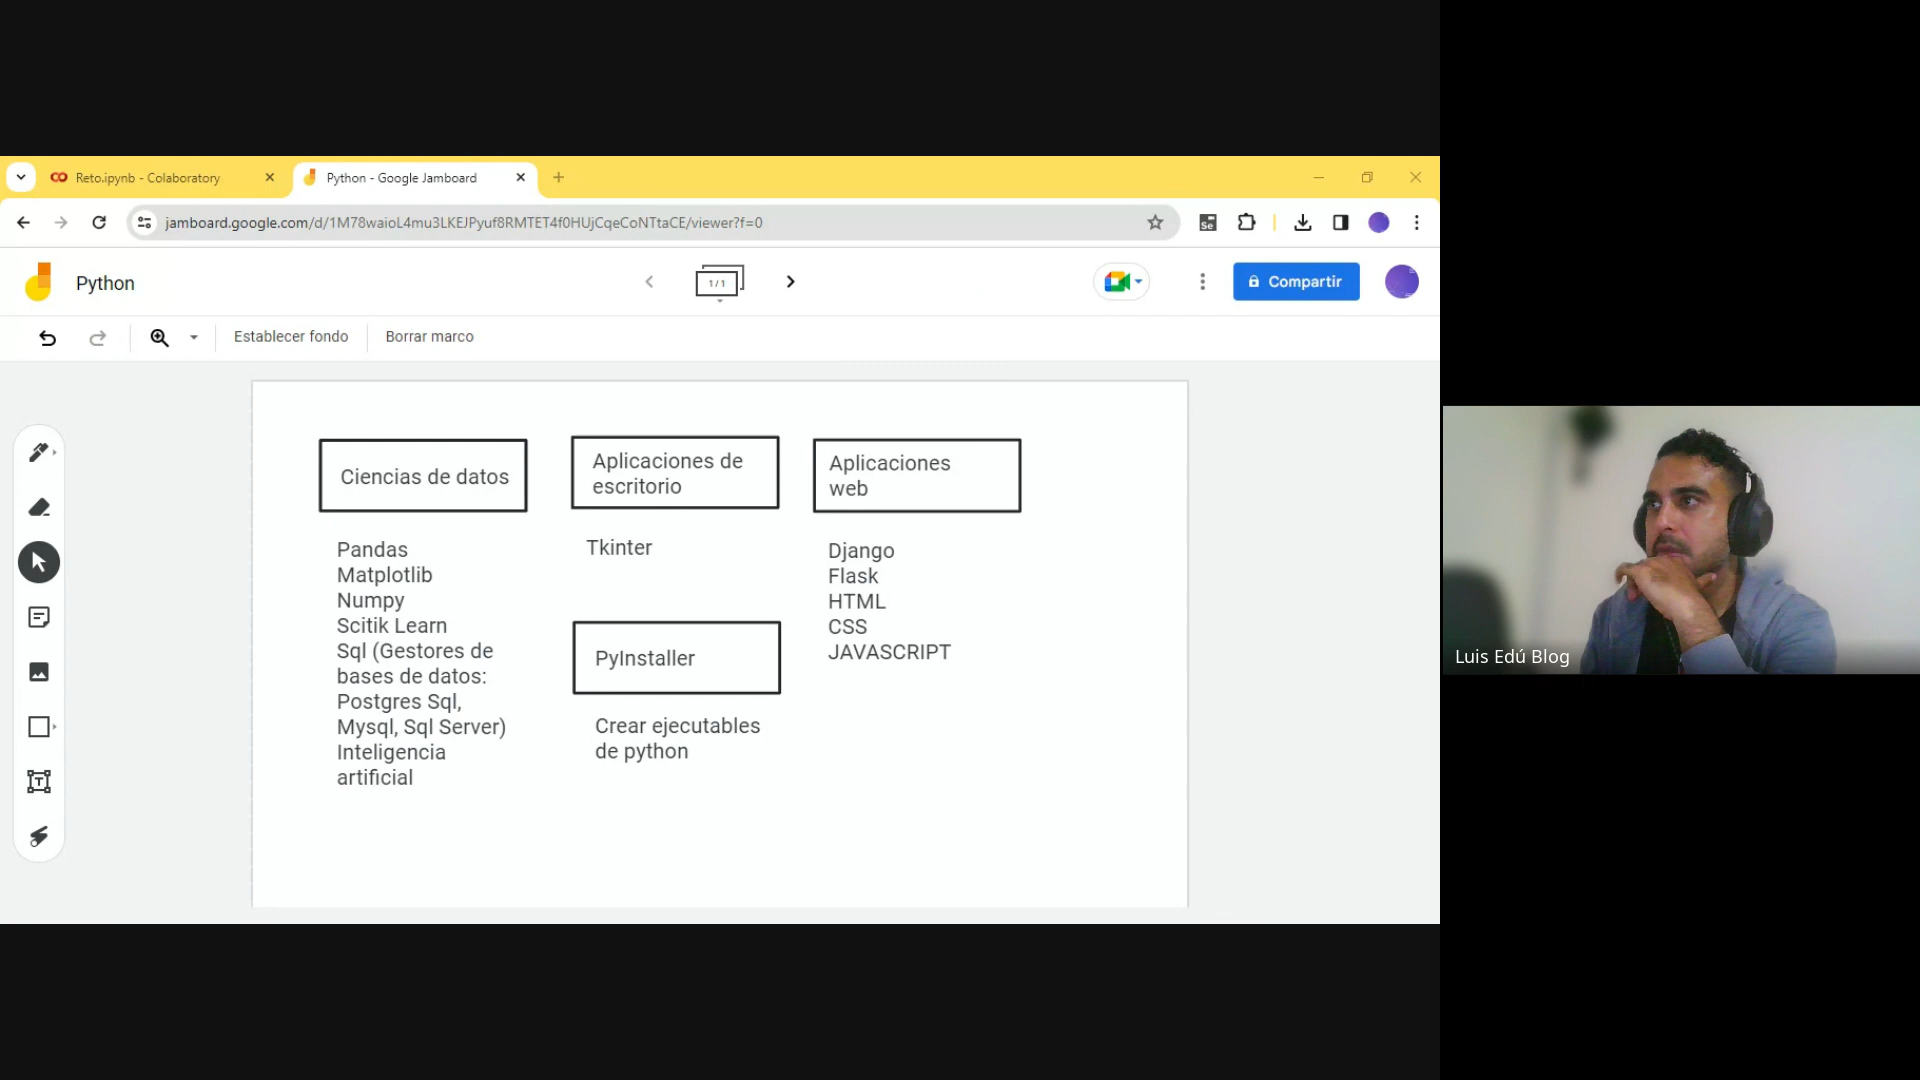 Reto.ipynb - Colaboratory
Python - Google Jamboard
jamboard.google.com/d/1M78waioL4mu3LKEJPyuf8RMTET4f0HUjCqeCoNTtaCE/viewer?f=0
Se
Python
1 / 1
Compartir
Establecer fondo
Borrar marco
Ciencias de datos
Pandas
Matplotlib
Numpy
Scitik Learn
Sql (Gestores de
bases de datos:
Postgres Sql,
Mysql, Sql Server)
Inteligencia
artificial
Aplicaciones de
escritorio
Tkinter
PyInstaller
Crear ejecutables
de python
Aplicaciones
web
Django
Flask
HTML
CSS
JAVASCRIPT
Luis Edú Blog